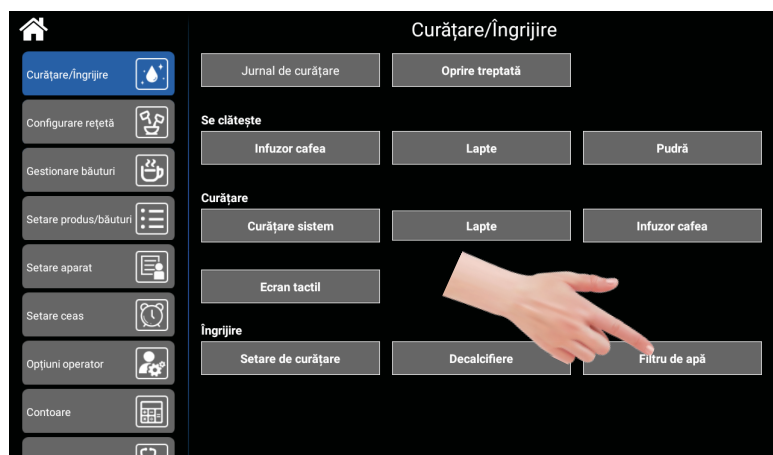 Curățare/Îngrijire
Curățare/Îngrijire
Jurnal de curățare
Oprire treptată
Configurare rețetă
Se clătește
Infuzor cafea
Lapte
Pudră
Gestionare băuturi
Curățare
Setare produs/băuturi
Curățare sistem
Lapte
Infuzor cafea
Setare aparat
Ecran tactil
Setare ceas
Îngrijire
Opțiuni operator
Setare de curățare
Decalcifiere
Filtru de apă
Contoare